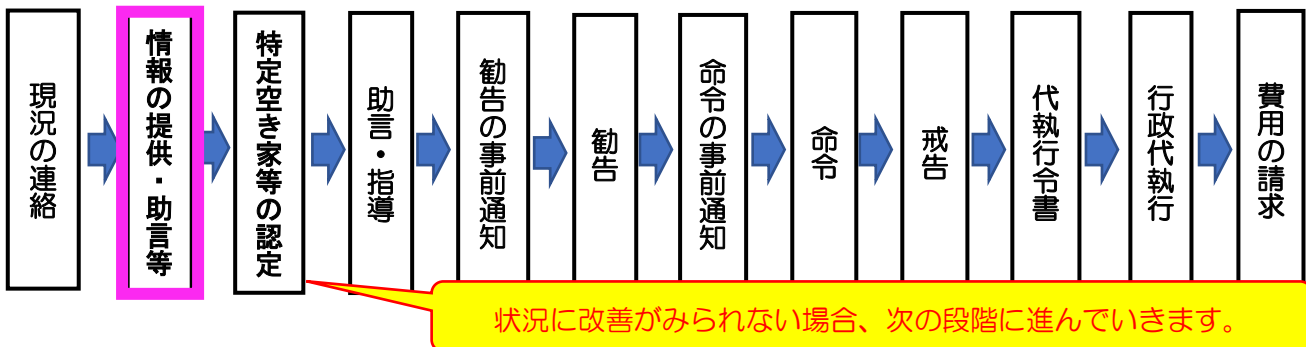 現況の連絡
情報の提供・助言等
特定空き家等の認定
助言・指導
勧告の事前通知
勧告
命令の事前通知
命令
戒告
代執行令書
行政代執行
費用の請求
状況に改善がみられない場合、次の段階に進んでいきます。